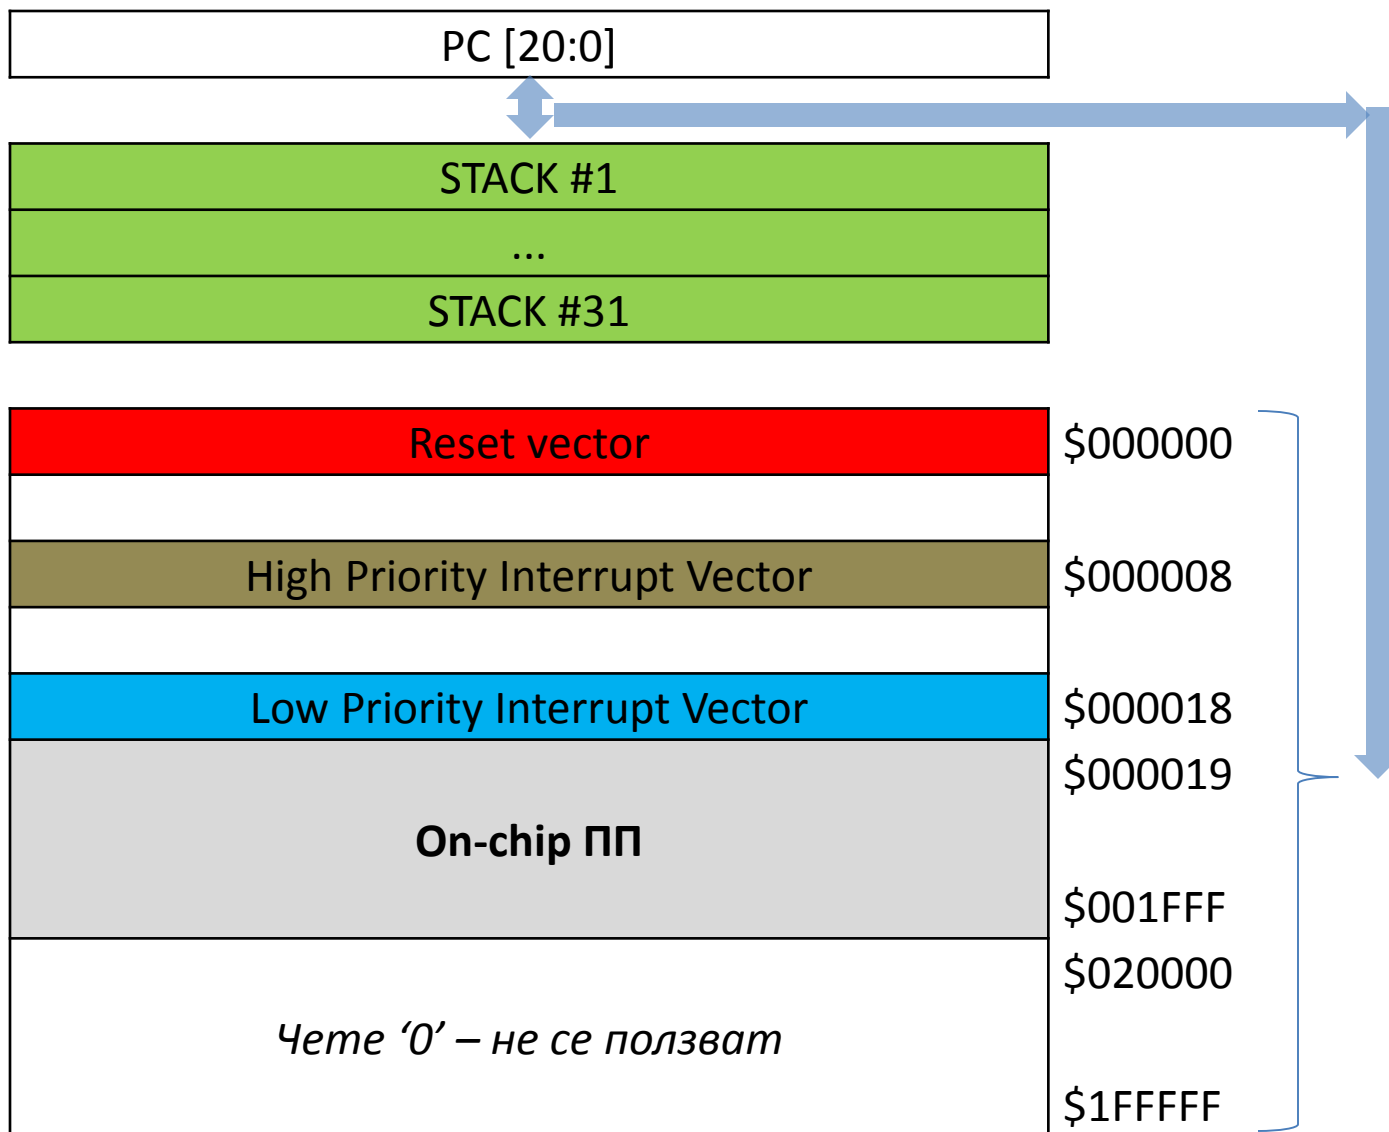 PC [20:0]
STACK #1
...
STACK #31
Reset vector $000000
High Priority Interrupt Vector $000008
Low Priority Interrupt Vector $000018
$000019
On-chip ПП
$001FFF
$020000
Чете ‘0’ – не се ползват
$1FFFFF